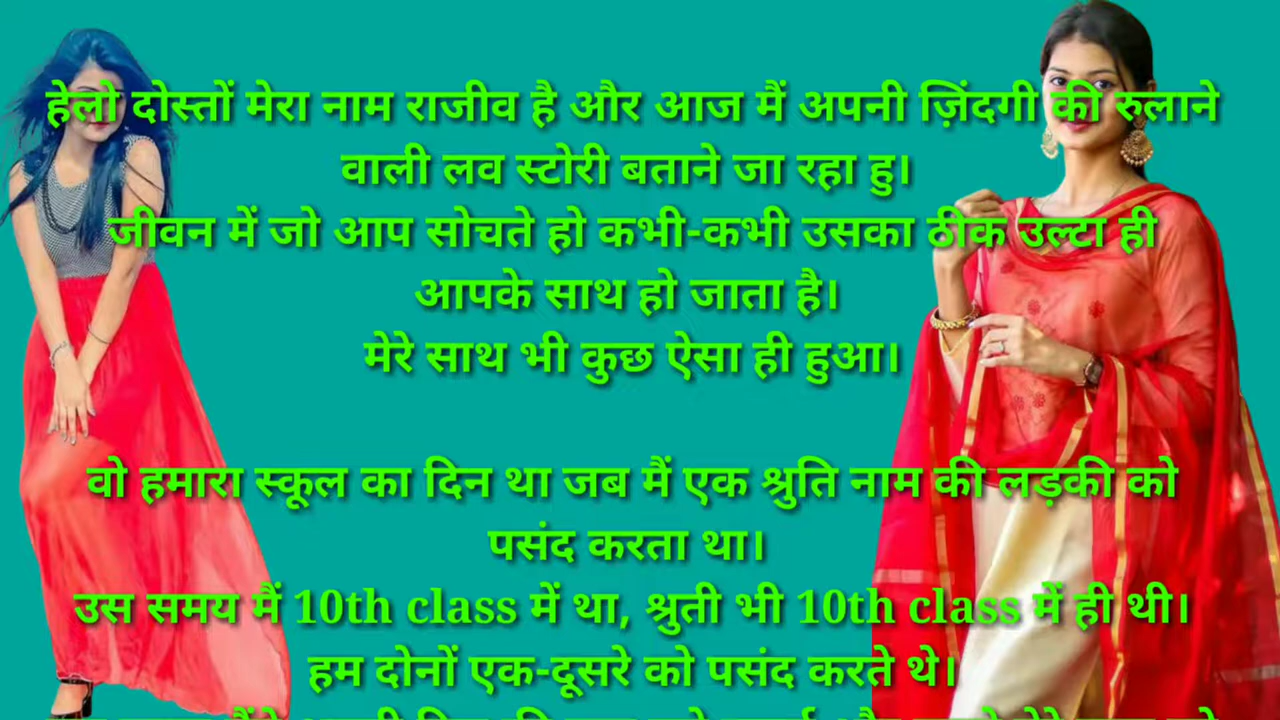 हेलो दोस्तों मेरा नाम राजीव है और आज मैं अपनी ज़िंदगी की रुलाने
वाली लव स्टोरी बताने जा रहा हु।
जीवन में जो आप सोचते हो कभी-कभी उसका ठीक उल्टा ही
आपके साथ हो जाता है।
मेरे साथ भी कुछ ऐसा ही हुआ।
वो हमारा स्कूल का दिन था जब मैं एक श्रुति नाम की लड़की को
पसंद करता था।
उस समय मैं 10th class में था, श्रुती भी 10th class में ही थी।
हम दोनों एक-दूसरे को पसंद करते थे।